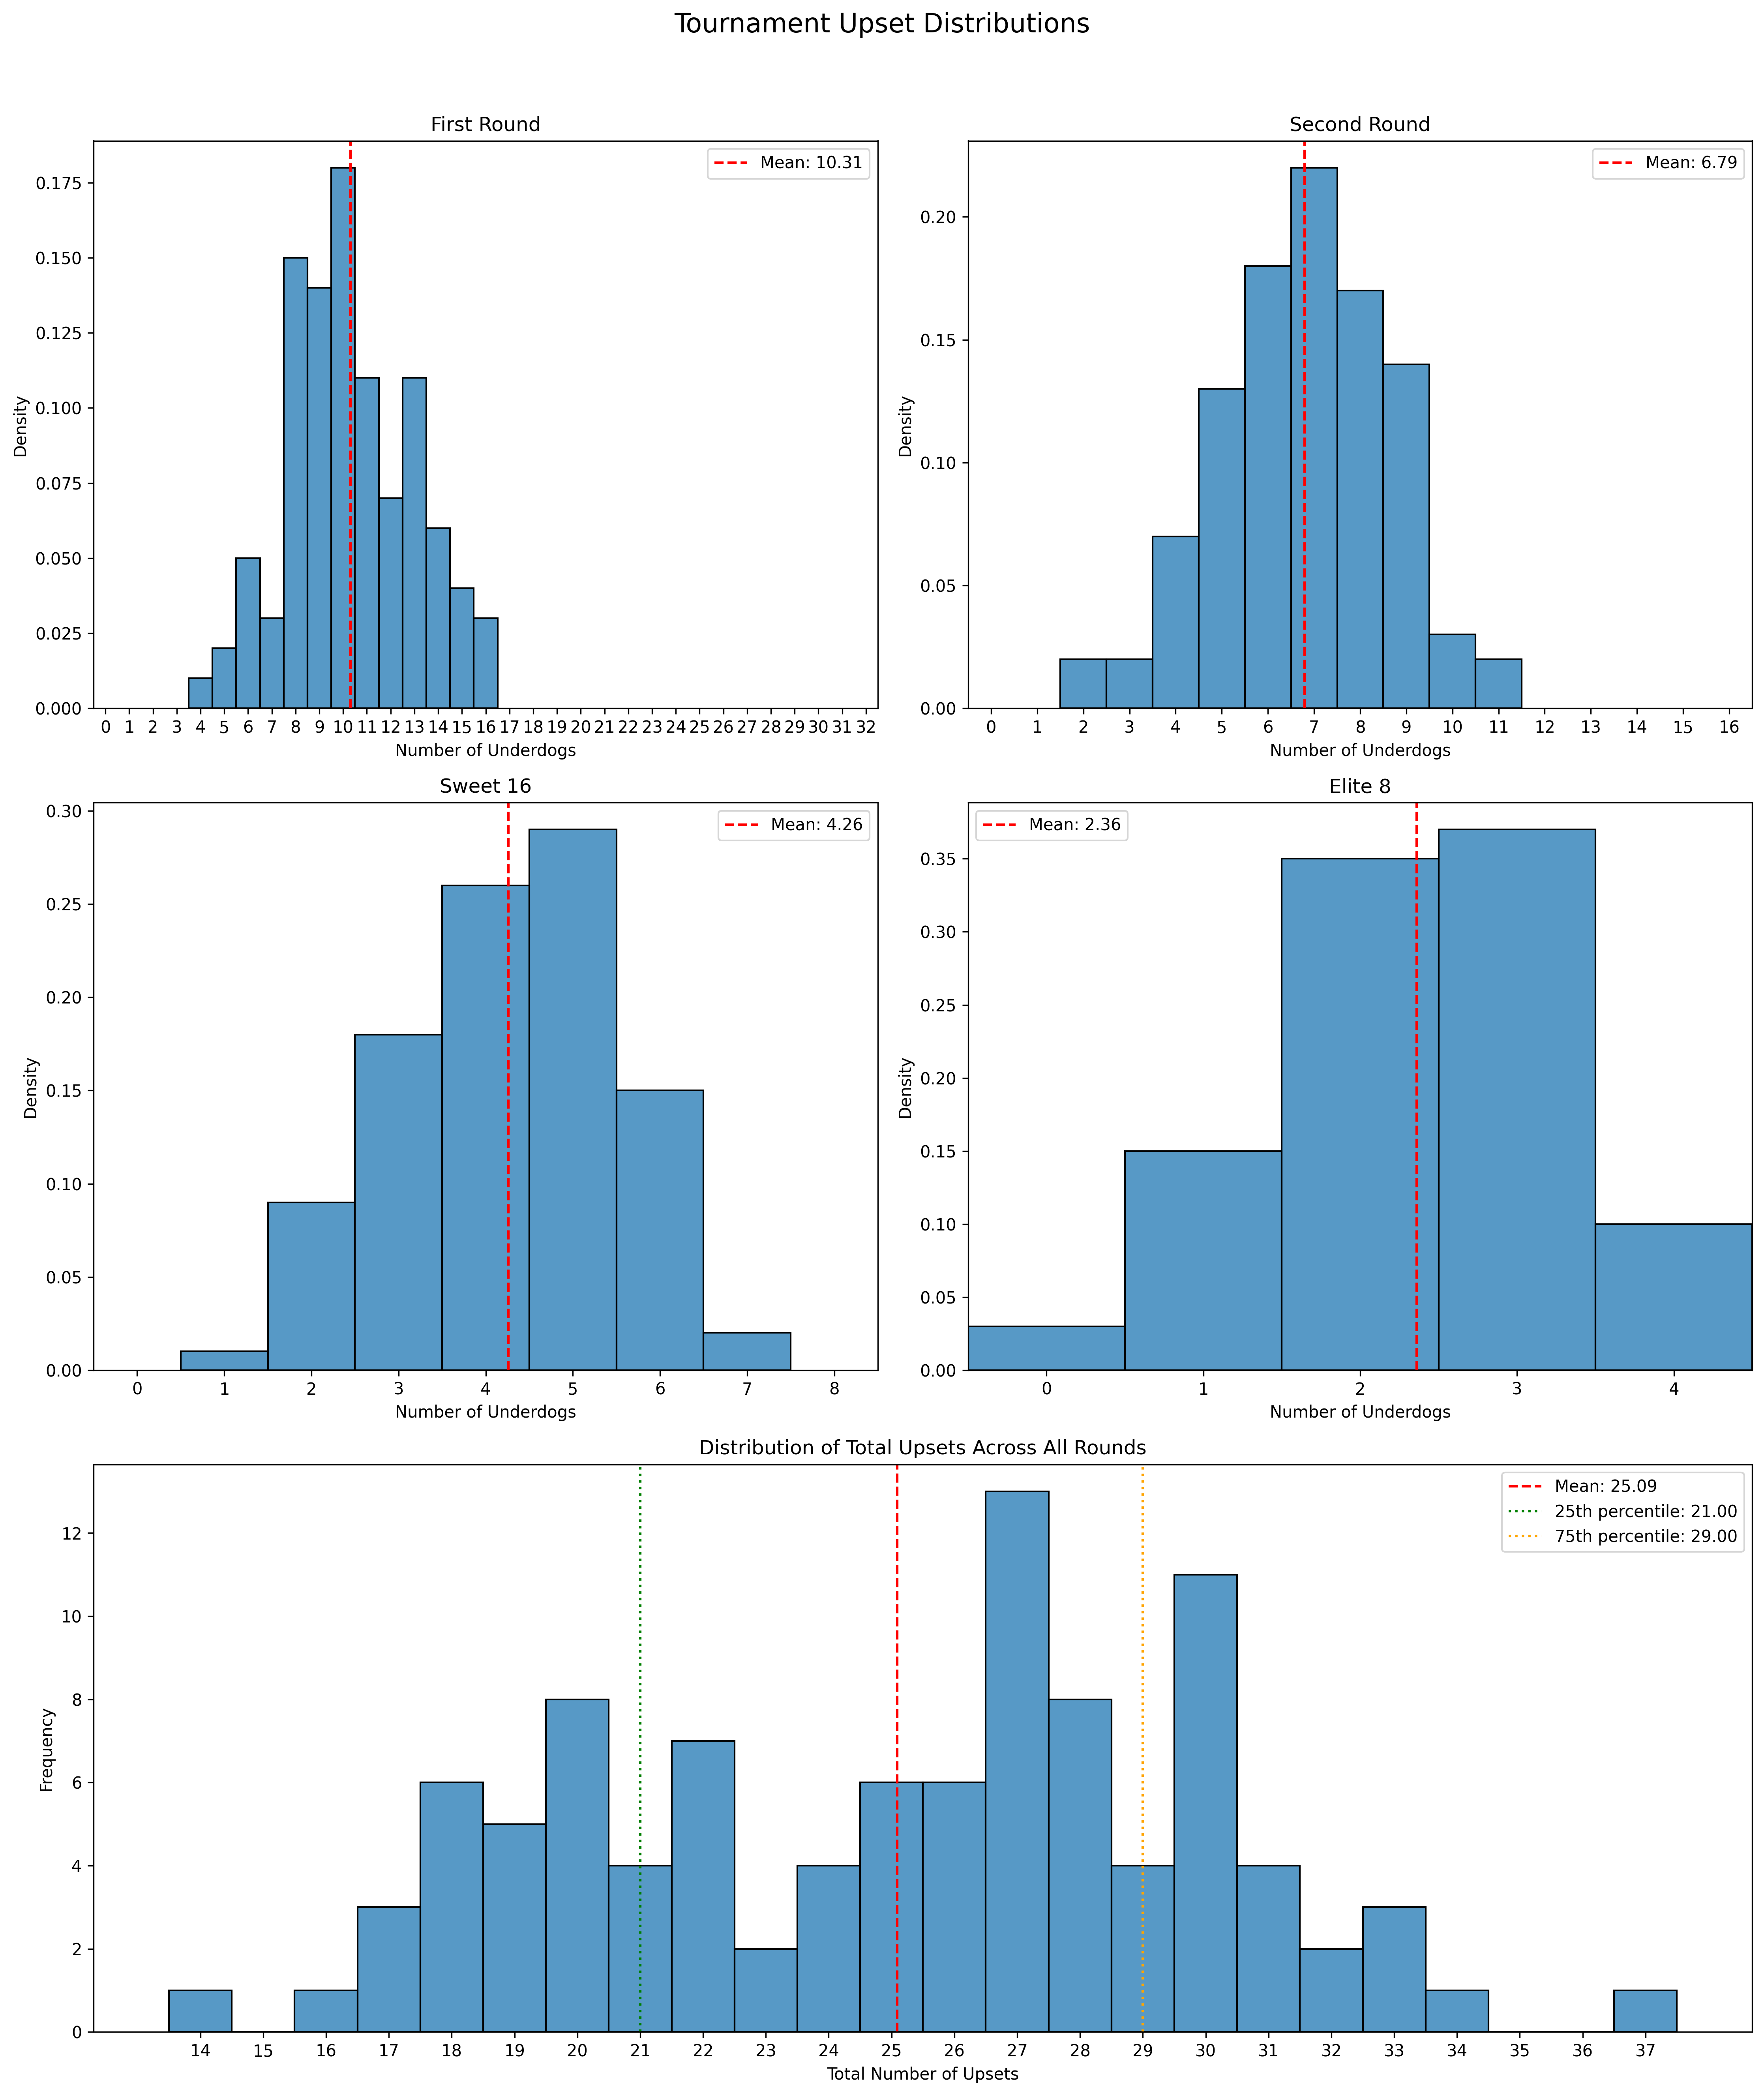 Tournament Upset Distributions
First Round
Mean: 10.31
0.175
0.150
0.125
0.100
0.075
0.050
0.025
0.000
Density
0 1 2 3 4 5 6 7 8 9 10 11 12 13 14 15 16 17 18 19 20 21 22 23 24 25 26 27 28 29 30 31 32
Number of Underdogs
Second Round
Mean: 6.79
0.20
0.15
0.10
0.05
0.00
Density
0 1 2 3 4 5 6 7 8 9 10 11 12 13 14 15 16
Number of Underdogs
Sweet 16
Mean: 4.26
0.30
0.25
0.20
0.15
0.10
0.05
0.00
Density
0 1 2 3 4 5 6 7 8
Number of Underdogs
Elite 8
Mean: 2.36
0.35
0.30
0.25
0.20
0.15
0.10
0.05
0.00
Density
0 1 2 3 4
Number of Underdogs
Distribution of Total Upsets Across All Rounds
Mean: 25.09
25th percentile: 21.00
75th percentile: 29.00
12
10
8
6
4
2
0
Frequency
14 15 16 17 18 19 20 21 22 23 24 25 26 27 28 29 30 31 32 33 34 35 36 37
Total Number of Upsets